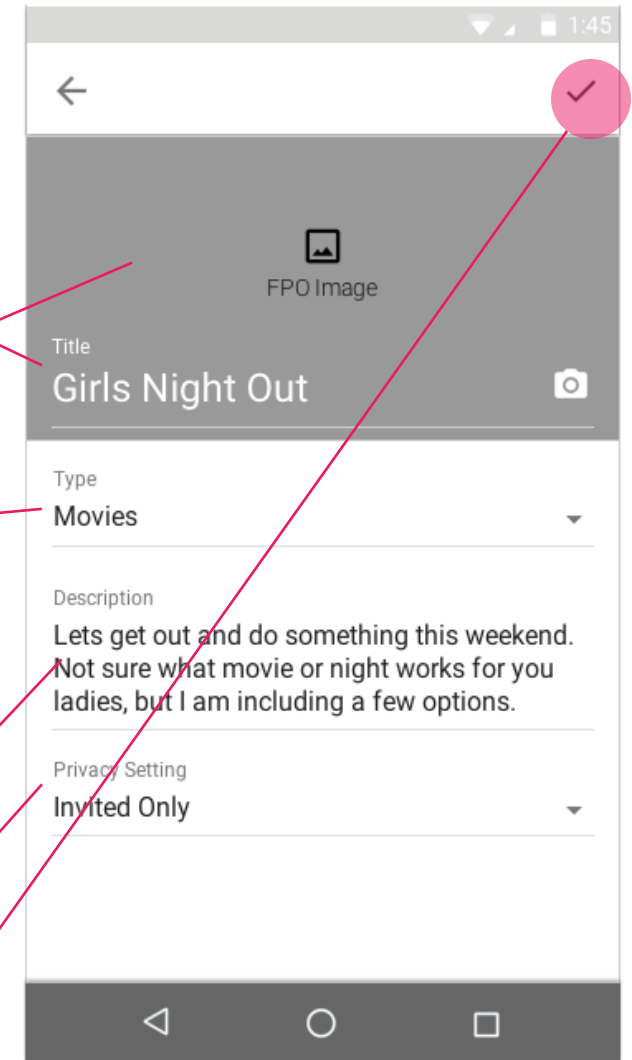 1:45
FPO Image
Title
Girls Night Out
Type
Movies
Description
Lets get out and do something this weekend.
Not sure what movie or night works for you
ladies, but I am including a few options.
Privacy Setting
Invited Only